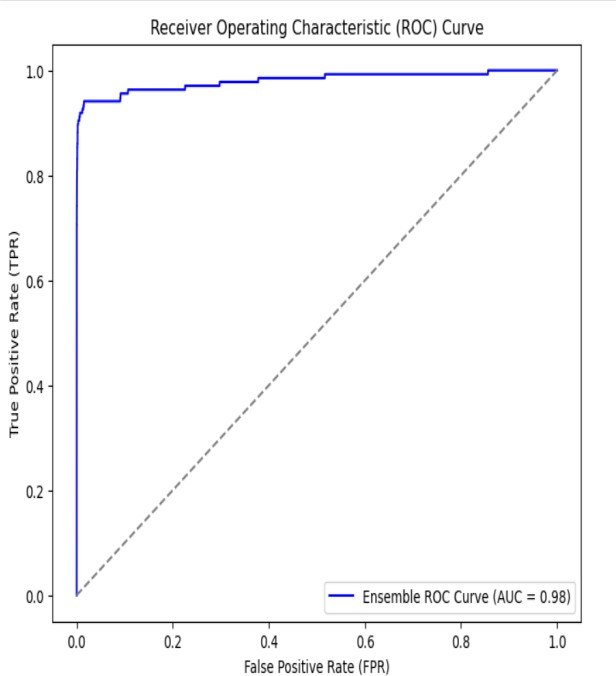 Receiver Operating Characteristic (ROC) Curve
1.0
0.8
0.6
0.4
0.2
0.0
True Positive Rate (TPR)
Ensemble ROC Curve (AUC = 0.98)
0.0 0.2 0.4 0.6 0.8 1.0
False Positive Rate (FPR)